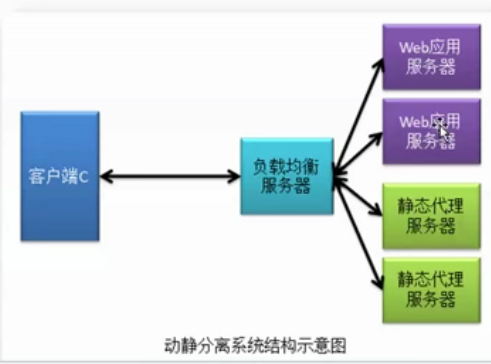 Web应用
服务器
Web应用
服务器
客户端C
负载均衡
服务器
静态代理
服务器
静态代理
服务器
动静分离系统结构示意图